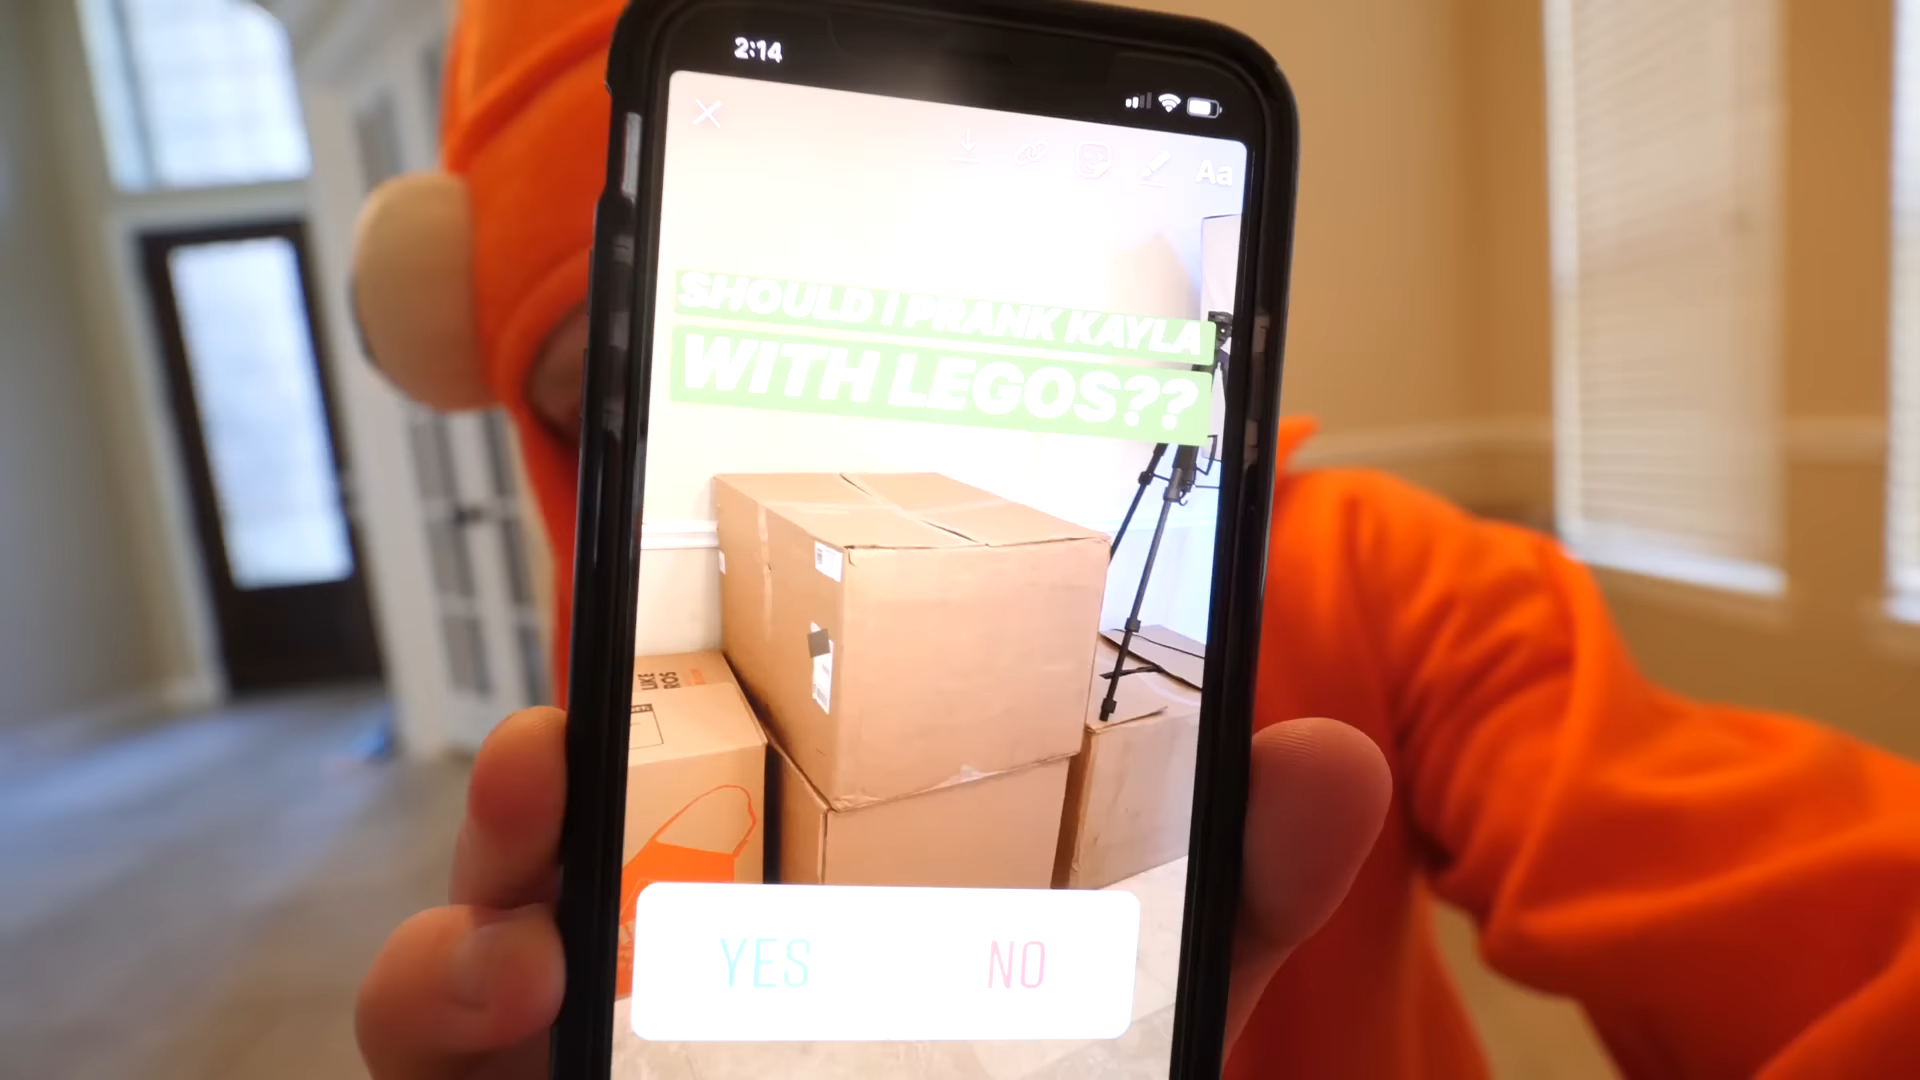 2:14
Aa
SHOULD I PRANK KAYLA
WITH LEGOS??
YES
NO